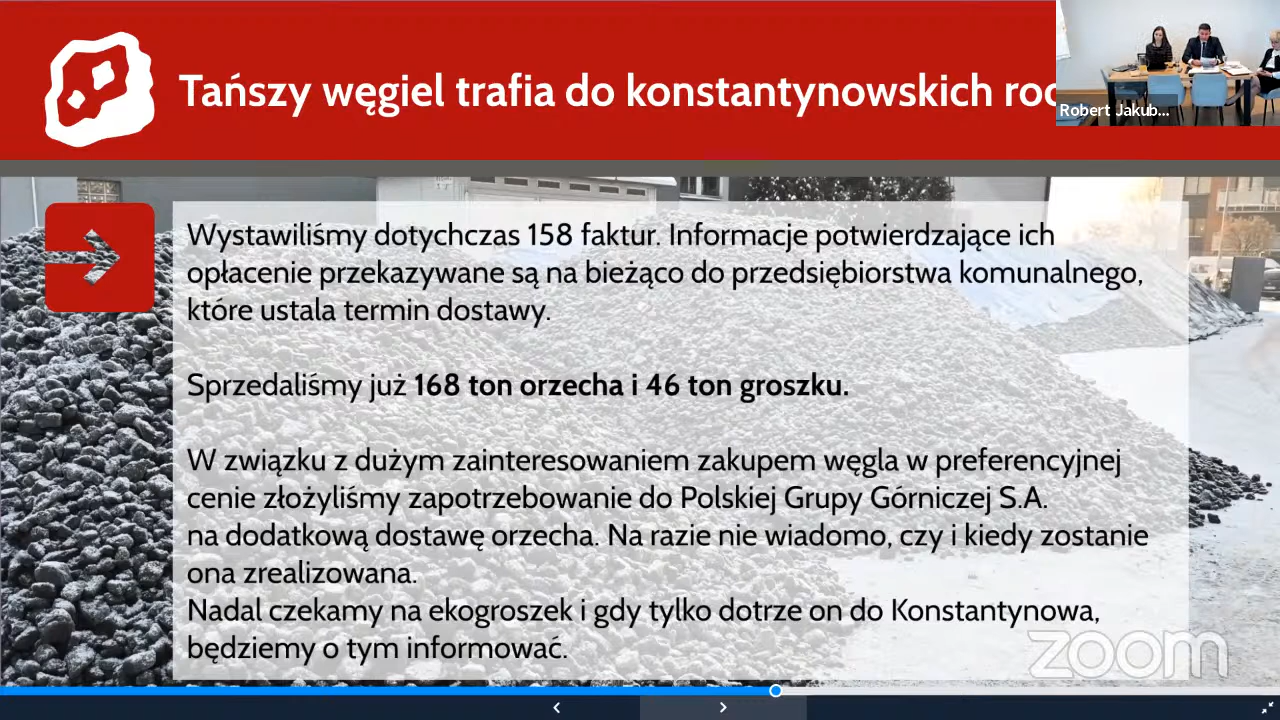 Tańszy węgiel trafia do konstantynowskich
Robert Jakub...
Wystawiliśmy dotychczas 158 faktur. Informacje potwierdzające ich
opłacenie przekazywane są na bieżąco do przedsiębiorstwa komunalnego,
które ustala termin dostawy.
Sprzedaliśmy już 168 ton orzecha i 46 ton groszku.
W związku z dużym zainteresowaniem zakupem węgla w preferencyjnej
cenie złożyliśmy zapotrzebowanie do Polskiej Grupy Górniczej S.A.
na dodatkową dostawę orzecha. Na razie nie wiadomo, czy i kiedy zostanie
ona zrealizowana.
Nadal czekamy na ekogroszek i gdy tylko dotrze on do Konstantynowa,
będziemy o tym informować.
zoom